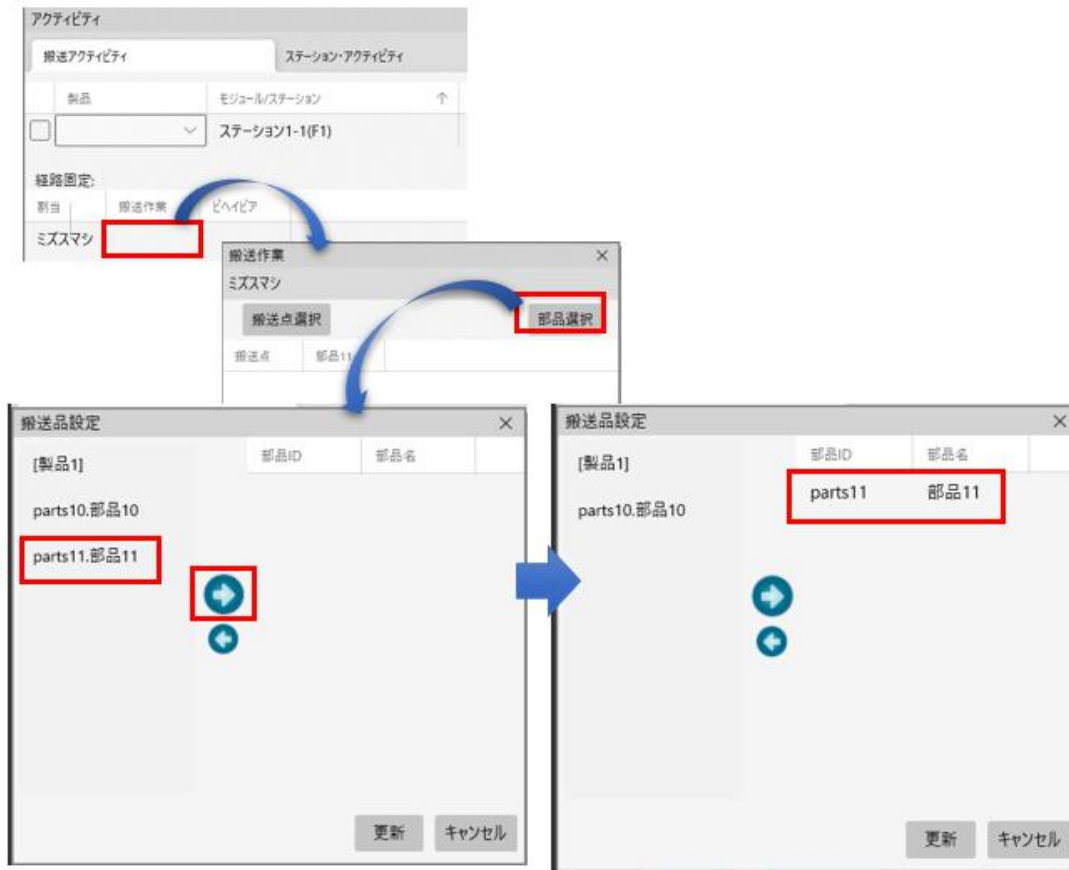 アクティビティ
搬送アクティビティ ステーション・アクティビティ
製品 モジュール/ステーション ↑
ステーション1-1(F1)
経路固定:
割当 搬送作業 ビヘイビア
ミズスマシ
搬送作業 ×
ミズスマシ
搬送点選択 部品選択
搬送点 部品11
搬送品設定 ×
[製品1] 部品ID 部品名
parts10.部品10
parts11.部品11
更新 キャンセル
搬送品設定 ×
[製品1] 部品ID 部品名
parts11 部品11
parts10.部品10
更新 キャンセル